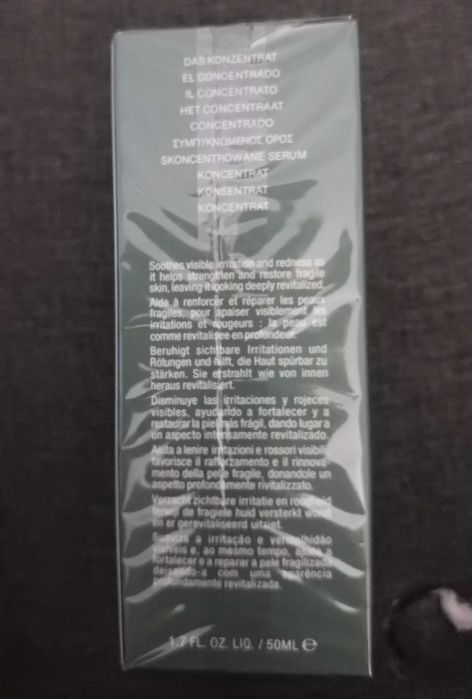 DAS KONZENTRAT
EL CONCENTRADO
IL CONCENTRATO
HET CONCENTRAAT
CONCENTRADO
ΣΥΜΠΥΚΝΩΜΕΝΟΣ ΟΡΟΣ
SKONCENTROWANE SERUM
KONCENTRAT
KONSENTRAT
KONCENTRAT
Soothes visible irritation and redness as
it helps strengthen and restore fragile
skin, leaving it looking deeply revitalized.
Aide à renforcer et réparer les peaux
fragiles, pour apaiser visiblement les
irritations et rougeurs : la peau est
comme revitalisée en profondeur.
Beruhigt sichtbare Irritationen und
Rötungen und hilft, die Haut spürbar zu
stärken. Sie erstrahlt wie von innen
heraus revitalisiert.
Disminuye las irritaciones y rojeces
visibles, ayudando a fortalecer y a
restaurar la piel más frágil, dando lugar a
un aspecto intensamente revitalizado.
Aiuta a lenire irritazioni e rossori visibili,
favorisce il rafforzamento e il rinnova-
mento della pelle fragile, donandole un
aspetto profondamente rivitalizzato.
Verzacht zichtbare irritatie en roodheid
terwijl de fragiele huid versterkt wordt
en er gerevitaliseerd uitziet.
Suaviza a irritação e vermelhidão
visíveis e, ao mesmo tempo, ajuda a
fortalecer e a reparar a pele fragilizada
deixando-a com uma aparência
profundamente revitalizada.
1.7 FL. OZ. LIQ. / 50ML ℮